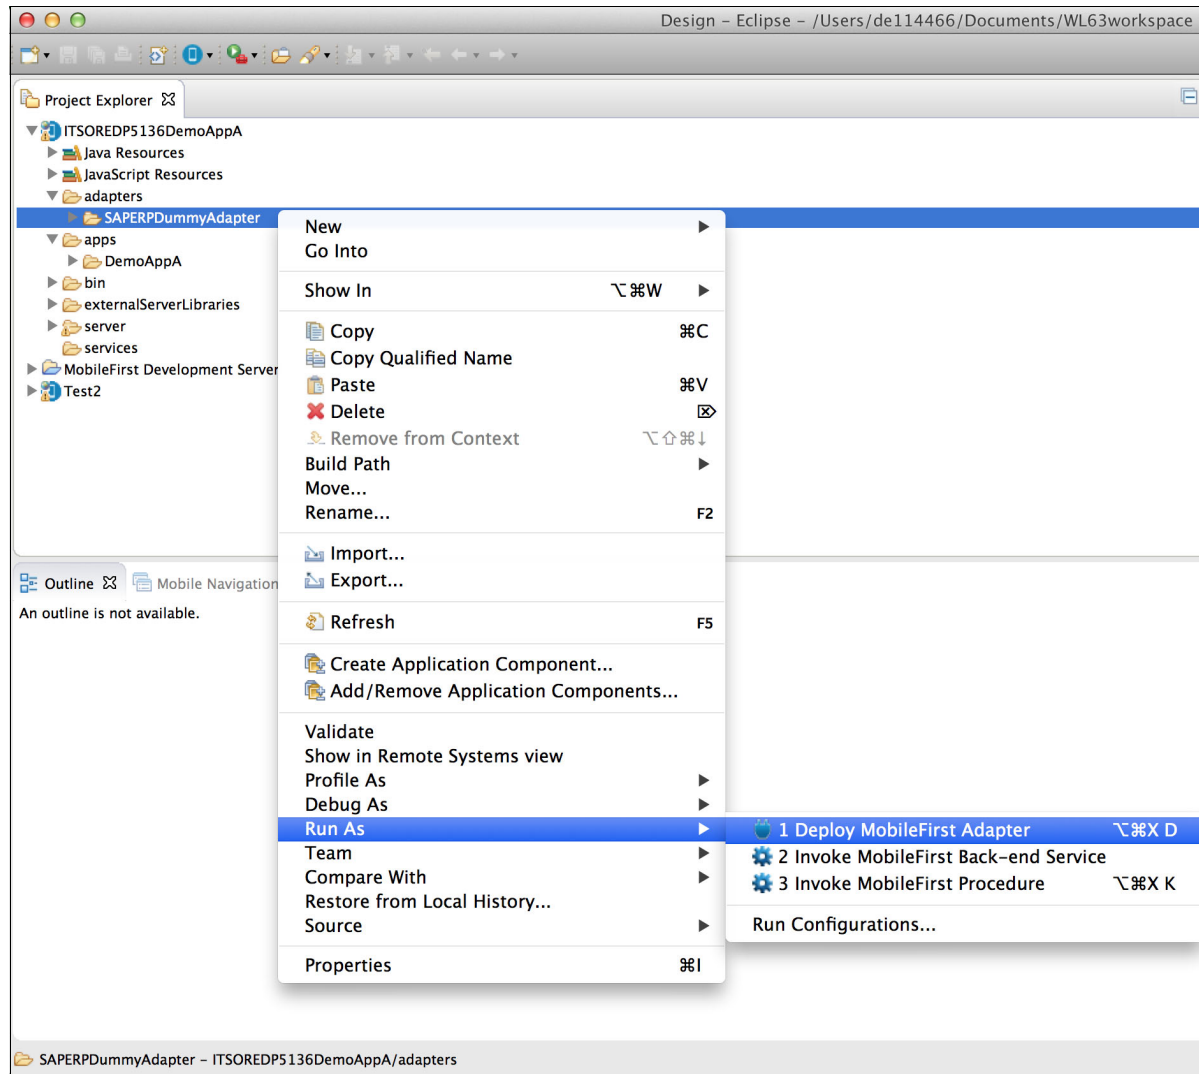 Design – Eclipse – /Users/de114466/Documents/WL63workspace
Project Explorer
ITSOREDP5136DemoAppA
Java Resources
JavaScript Resources
adapters
SAPERPDummyAdapter
apps
DemoAppA
bin
externalServerLibraries
server
services
MobileFirst Development Server
Test2
Outline
Mobile Navigation
An outline is not available.
New
Go Into
Show In ⌥⌘W
Copy ⌘C
Copy Qualified Name
Paste ⌘V
Delete ⌦
Remove from Context ⌥⇧⌘↓
Build Path
Move...
Rename... F2
Import...
Export...
Refresh F5
Create Application Component...
Add/Remove Application Components...
Validate
Show in Remote Systems view
Profile As
Debug As
Run As
Team
Compare With
Restore from Local History...
Source
Properties ⌘I
1 Deploy MobileFirst Adapter ⌥⌘X D
2 Invoke MobileFirst Back-end Service
3 Invoke MobileFirst Procedure ⌥⌘X K
Run Configurations...
SAPERPDummyAdapter – ITSOREDP5136DemoAppA/adapters